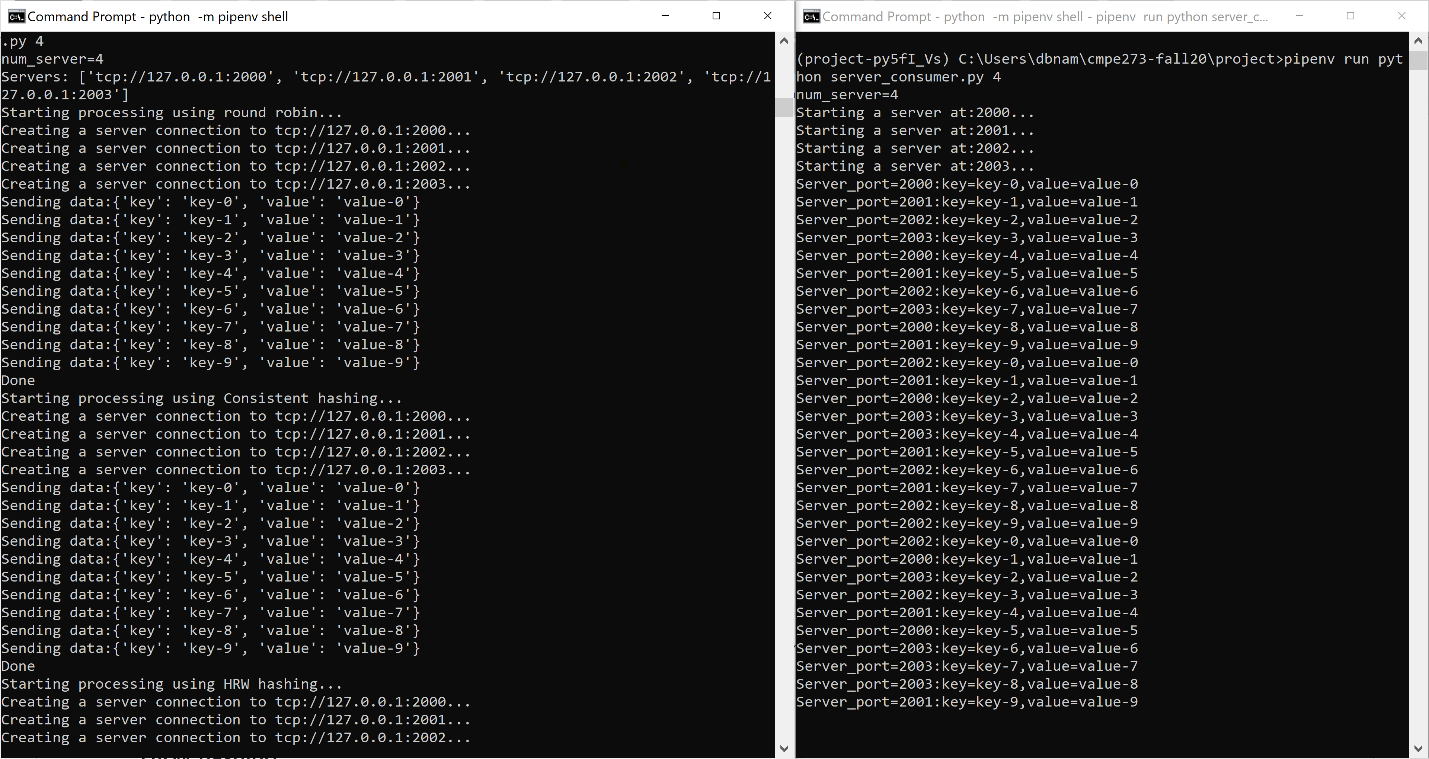 Command Prompt - python  -m pipenv shell
.py 4
num_server=4
Servers: ['tcp://127.0.0.1:2000', 'tcp://127.0.0.1:2001', 'tcp://127.0.0.1:2002', 'tcp://1
27.0.0.1:2003']
Starting processing using round robin...
Creating a server connection to tcp://127.0.0.1:2000...
Creating a server connection to tcp://127.0.0.1:2001...
Creating a server connection to tcp://127.0.0.1:2002...
Creating a server connection to tcp://127.0.0.1:2003...
Sending data:{'key': 'key-0', 'value': 'value-0'}
Sending data:{'key': 'key-1', 'value': 'value-1'}
Sending data:{'key': 'key-2', 'value': 'value-2'}
Sending data:{'key': 'key-3', 'value': 'value-3'}
Sending data:{'key': 'key-4', 'value': 'value-4'}
Sending data:{'key': 'key-5', 'value': 'value-5'}
Sending data:{'key': 'key-6', 'value': 'value-6'}
Sending data:{'key': 'key-7', 'value': 'value-7'}
Sending data:{'key': 'key-8', 'value': 'value-8'}
Sending data:{'key': 'key-9', 'value': 'value-9'}
Done
Starting processing using Consistent hashing...
Creating a server connection to tcp://127.0.0.1:2000...
Creating a server connection to tcp://127.0.0.1:2001...
Creating a server connection to tcp://127.0.0.1:2002...
Creating a server connection to tcp://127.0.0.1:2003...
Sending data:{'key': 'key-0', 'value': 'value-0'}
Sending data:{'key': 'key-1', 'value': 'value-1'}
Sending data:{'key': 'key-2', 'value': 'value-2'}
Sending data:{'key': 'key-3', 'value': 'value-3'}
Sending data:{'key': 'key-4', 'value': 'value-4'}
Sending data:{'key': 'key-5', 'value': 'value-5'}
Sending data:{'key': 'key-6', 'value': 'value-6'}
Sending data:{'key': 'key-7', 'value': 'value-7'}
Sending data:{'key': 'key-8', 'value': 'value-8'}
Sending data:{'key': 'key-9', 'value': 'value-9'}
Done
Starting processing using HRW hashing...
Creating a server connection to tcp://127.0.0.1:2000...
Creating a server connection to tcp://127.0.0.1:2001...
Creating a server connection to tcp://127.0.0.1:2002...
Command Prompt - python  -m pipenv shell - pipenv  run python server_c...
(project-py5fI_Vs) C:\Users\dbnam\cmpe273-fall20\project>pipenv run pyt
hon server_consumer.py 4
num_server=4
Starting a server at:2000...
Starting a server at:2001...
Starting a server at:2002...
Starting a server at:2003...
Server_port=2000:key=key-0,value=value-0
Server_port=2001:key=key-1,value=value-1
Server_port=2002:key=key-2,value=value-2
Server_port=2003:key=key-3,value=value-3
Server_port=2000:key=key-4,value=value-4
Server_port=2001:key=key-5,value=value-5
Server_port=2002:key=key-6,value=value-6
Server_port=2003:key=key-7,value=value-7
Server_port=2000:key=key-8,value=value-8
Server_port=2001:key=key-9,value=value-9
Server_port=2002:key=key-0,value=value-0
Server_port=2001:key=key-1,value=value-1
Server_port=2000:key=key-2,value=value-2
Server_port=2003:key=key-3,value=value-3
Server_port=2003:key=key-4,value=value-4
Server_port=2001:key=key-5,value=value-5
Server_port=2002:key=key-6,value=value-6
Server_port=2001:key=key-7,value=value-7
Server_port=2002:key=key-8,value=value-8
Server_port=2002:key=key-9,value=value-9
Server_port=2002:key=key-0,value=value-0
Server_port=2000:key=key-1,value=value-1
Server_port=2003:key=key-2,value=value-2
Server_port=2002:key=key-3,value=value-3
Server_port=2001:key=key-4,value=value-4
Server_port=2000:key=key-5,value=value-5
Server_port=2003:key=key-6,value=value-6
Server_port=2003:key=key-7,value=value-7
Server_port=2003:key=key-8,value=value-8
Server_port=2001:key=key-9,value=value-9